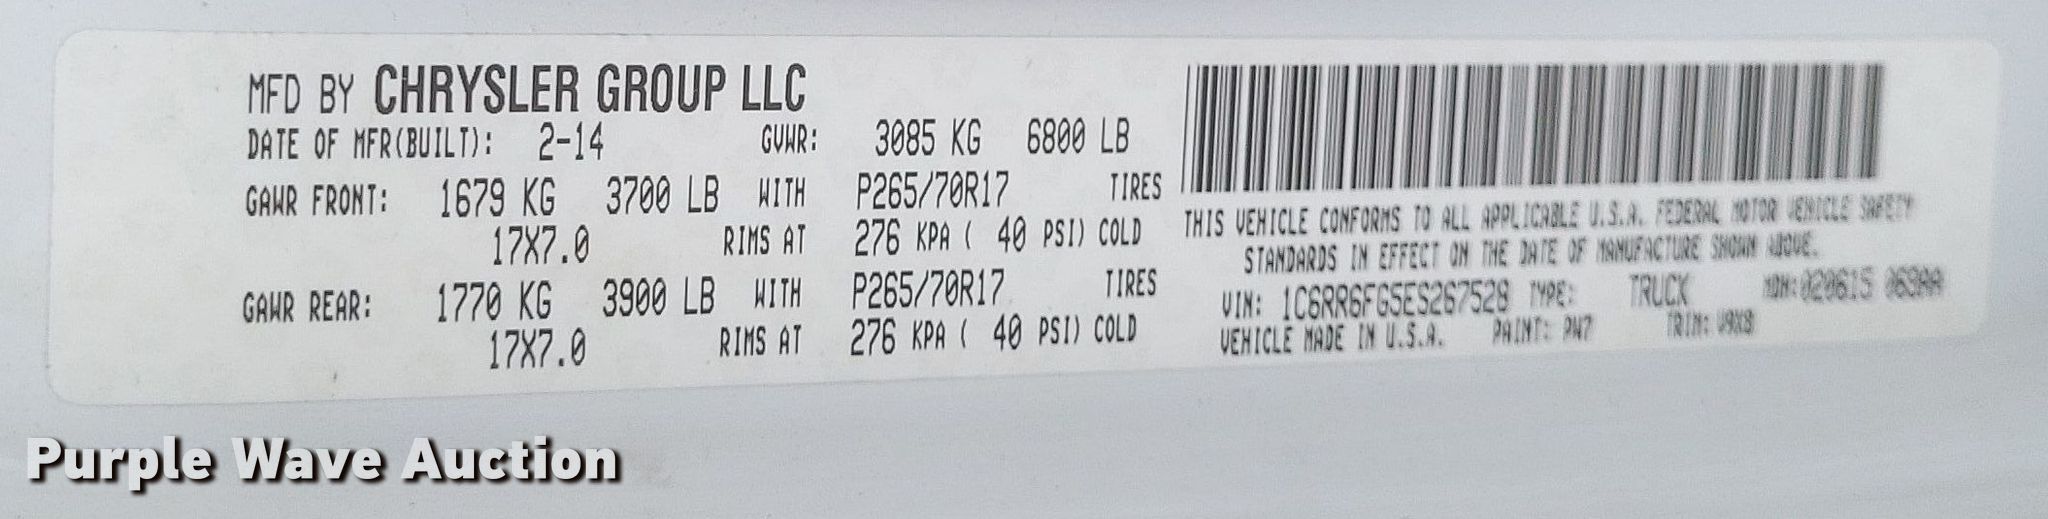 MFD BY CHRYSLER GROUP LLC
DATE OF MFR(BUILT): 2-14 GVWR: 3085 KG 6800 LB
GAWR FRONT: 1679 KG 3700 LB WITH P265/70R17 TIRES
17X7.0 RIMS AT 276 KPA ( 40 PSI) COLD
GAWR REAR: 1770 KG 3900 LB WITH P265/70R17 TIRES
17X7.0 RIMS AT 276 KPA ( 40 PSI) COLD
THIS VEHICLE CONFORMS TO ALL APPLICABLE U.S.A. FEDERAL MOTOR VEHICLE SAFETY
STANDARDS IN EFFECT ON THE DATE OF MANUFACTURE SHOWN ABOVE.
VIN: 1C6RR6FG5ES267528 TYPE: TRUCK MDH:020615
VEHICLE MADE IN U.S.A. PAINT: PW7 TRIM: V9X8
Purple Wave Auction